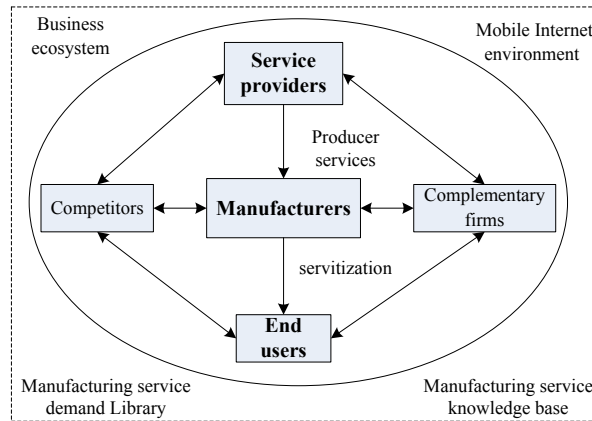 Business
ecosystem
Mobile Internet
environment
Service
providers
Producer
services
Competitors
Manufacturers
Complementary
firms
servitization
End
users
Manufacturing service
demand Library
Manufacturing service
knowledge base